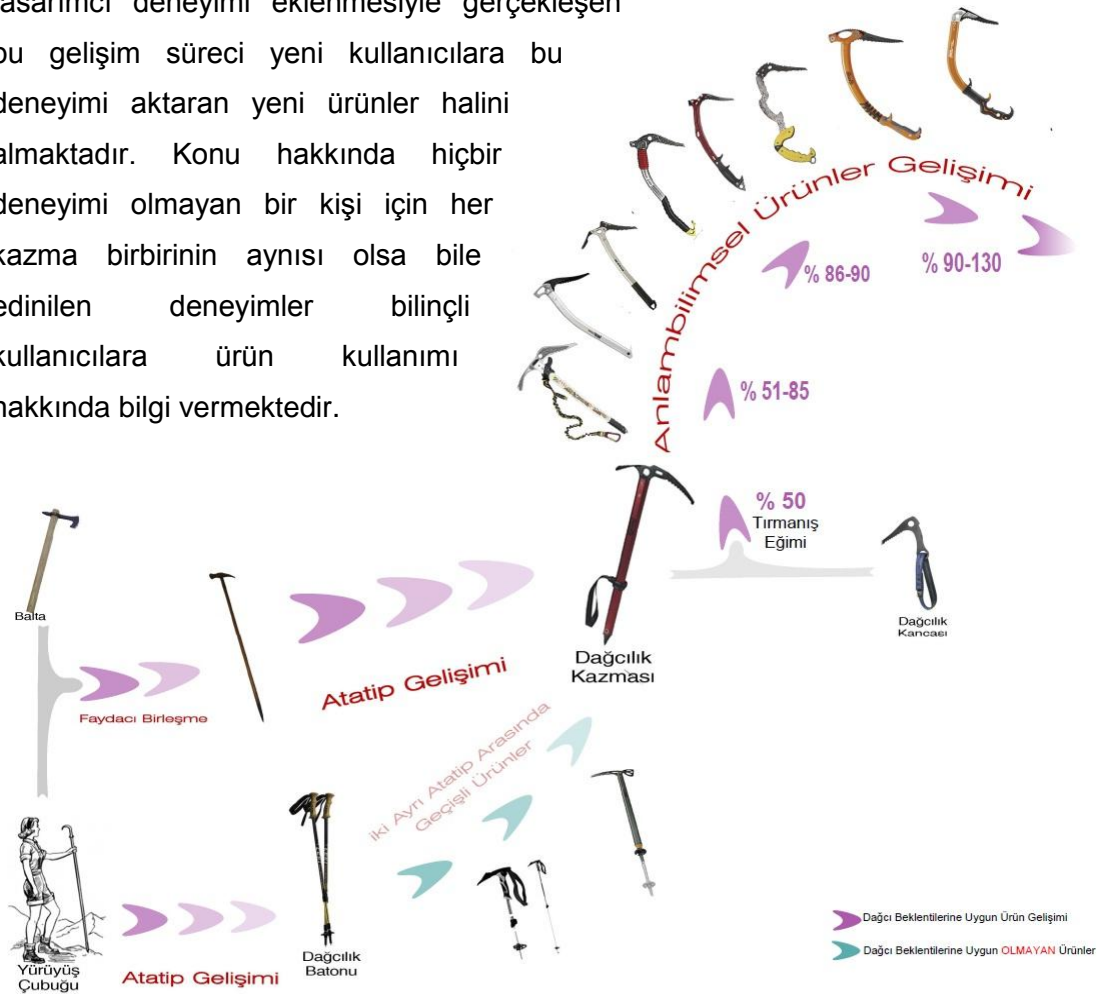 tasarımcı deneyimi eklenmesiyle gerçekleşen
bu gelişim süreci yeni kullanıcılara bu
deneyimi aktaran yeni ürünler halini
almaktadır. Konu hakkında hiçbir
deneyimi olmayan bir kişi için her
kazma birbirinin aynısı olsa bile
edinilen deneyimler bilinçli
kullanıcılara ürün kullanımı
hakkında bilgi vermektedir.
Anlambilimsel Ürünler Gelişimi
% 90-130
% 86-90
% 51-85
% 50
Tırmanış
Eğimi
Balta
Dağcılık
Kancası
Dağcılık
Kazması
Atatip Gelişimi
Faydacı Birleşme
iki Ayrı Atatip Arasında
Geçişli Ürünler
Yürüyüş
Çubuğu
Atatip Gelişimi
Dağcılık
Batonu
Dağcı Beklentilerine Uygun Ürün Gelişimi
Dağcı Beklentilerine Uygun OLMAYAN Ürünler